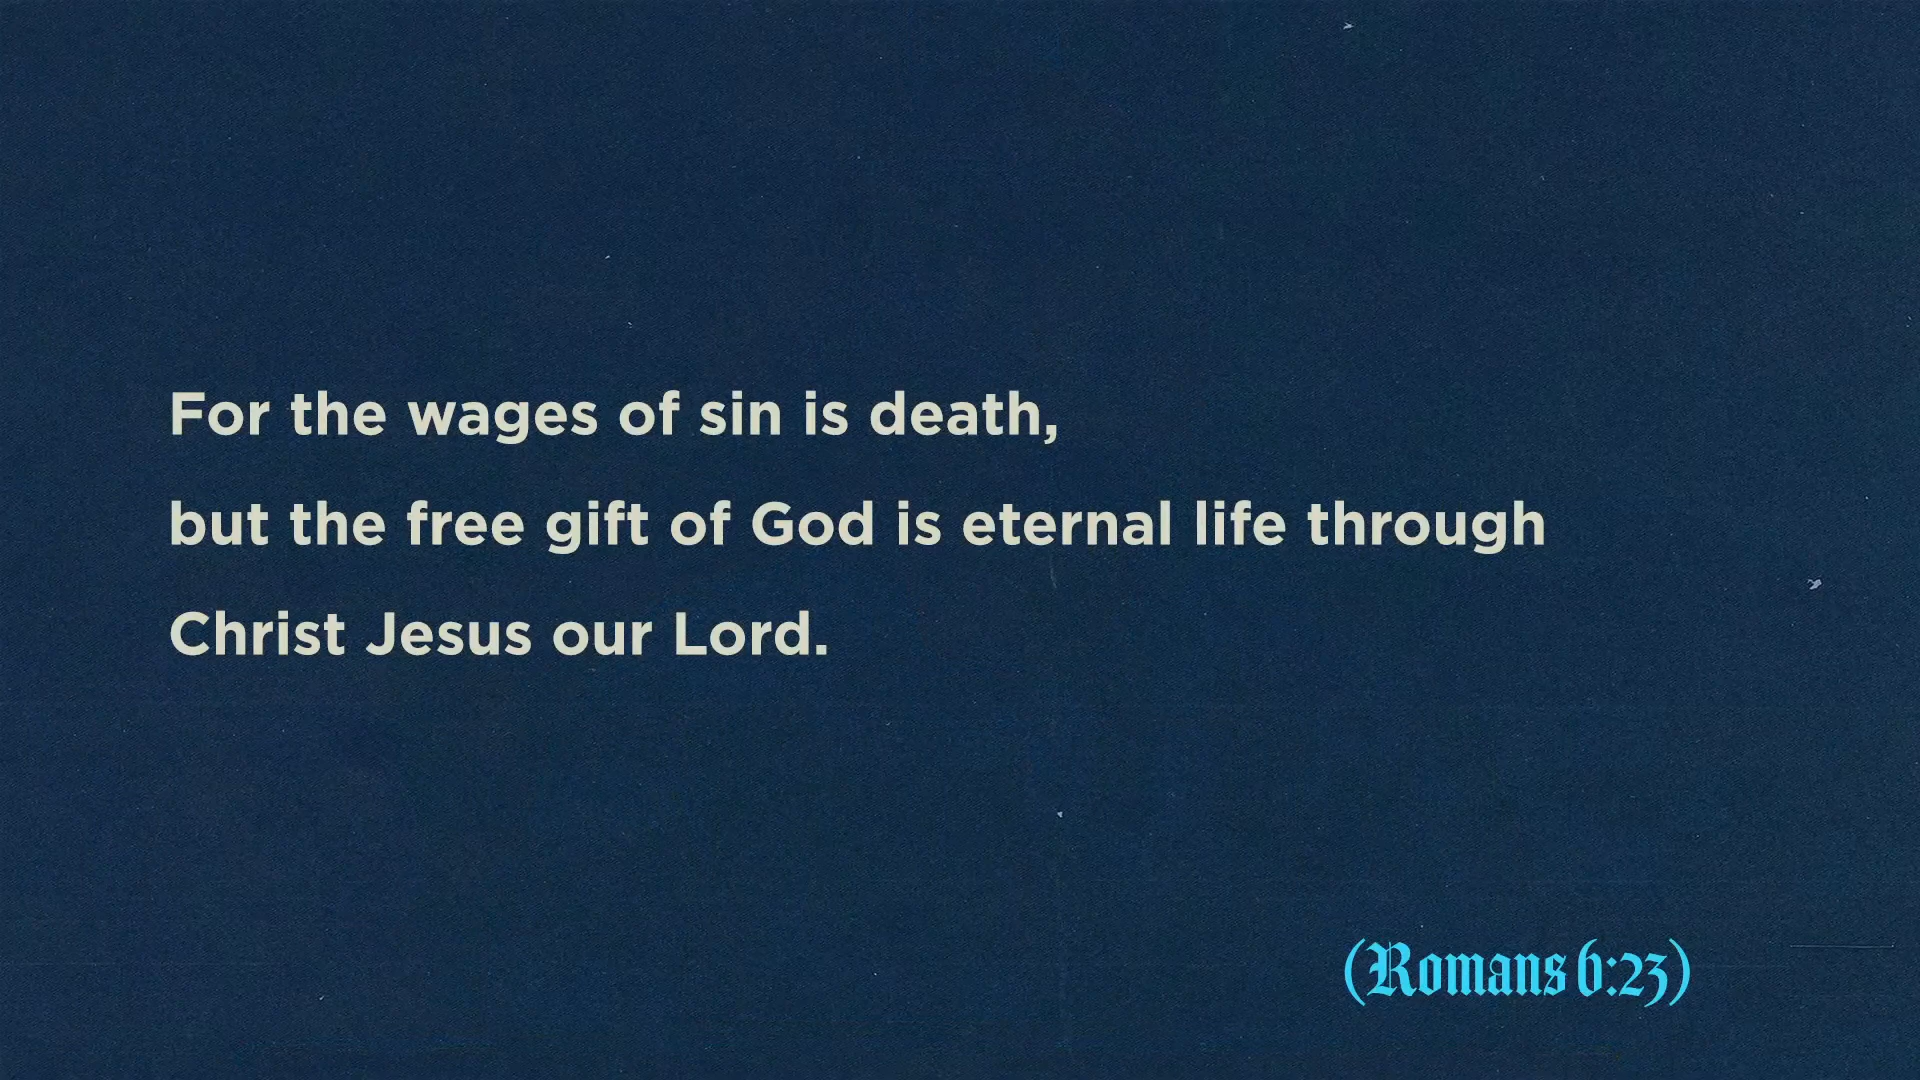 For the wages of sin is death,
but the free gift of God is eternal life through
Christ Jesus our Lord.
(Romans 6:23)